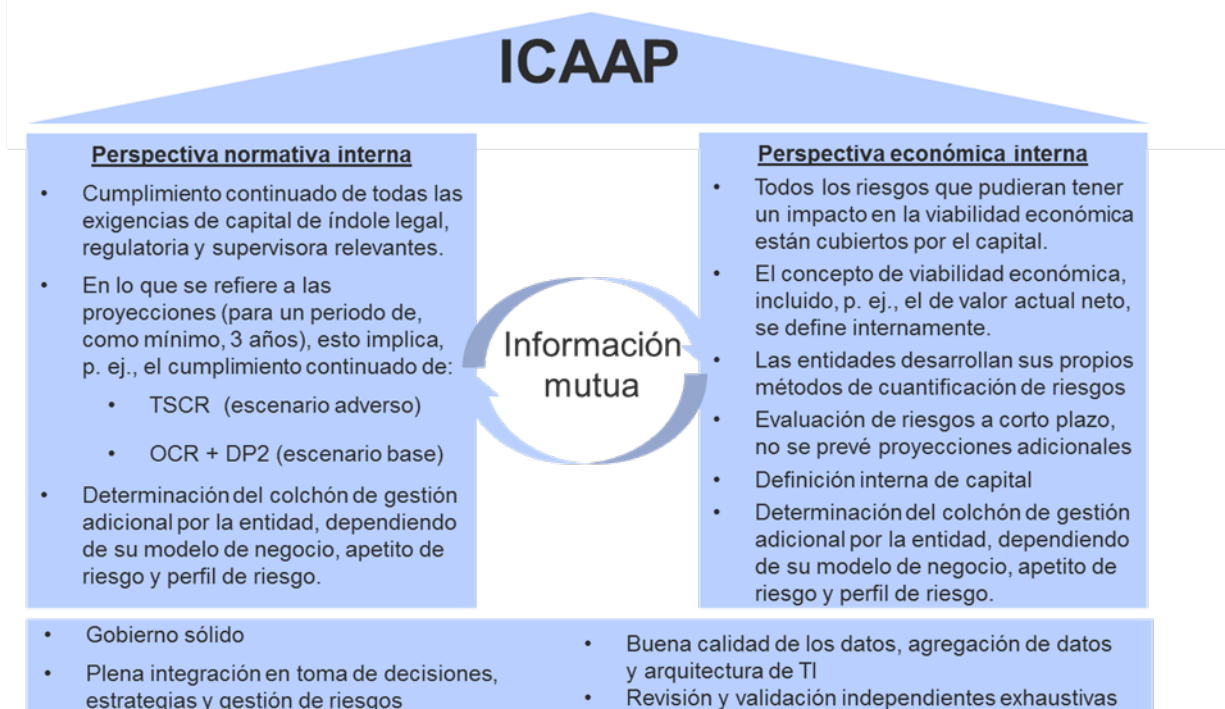 ICAAP
Perspectiva normativa interna
• Cumplimiento continuado de todas las
exigencias de capital de índole legal,
regulatoria y supervisora relevantes.
• En lo que se refiere a las
proyecciones (para un periodo de,
como mínimo, 3 años), esto implica,
p. ej., el cumplimiento continuado de:
• TSCR (escenario adverso)
• OCR + DP2 (escenario base)
• Determinación del colchón de gestión
adicional por la entidad, dependiendo
de su modelo de negocio, apetito de
riesgo y perfil de riesgo.
Información
mutua
Perspectiva económica interna
• Todos los riesgos que pudieran tener
un impacto en la viabilidad económica
están cubiertos por el capital.
• El concepto de viabilidad económica,
incluido, p. ej., el de valor actual neto,
se define internamente.
• Las entidades desarrollan sus propios
métodos de cuantificación de riesgos
• Evaluación de riesgos a corto plazo,
no se prevé proyecciones adicionales
• Definición interna de capital
• Determinación del colchón de gestión
adicional por la entidad, dependiendo
de su modelo de negocio, apetito de
riesgo y perfil de riesgo.
• Gobierno sólido
• Plena integración en toma de decisiones,
estrategias y gestión de riesgos
• Buena calidad de los datos, agregación de datos
y arquitectura de TI
• Revisión y validación independientes exhaustivas